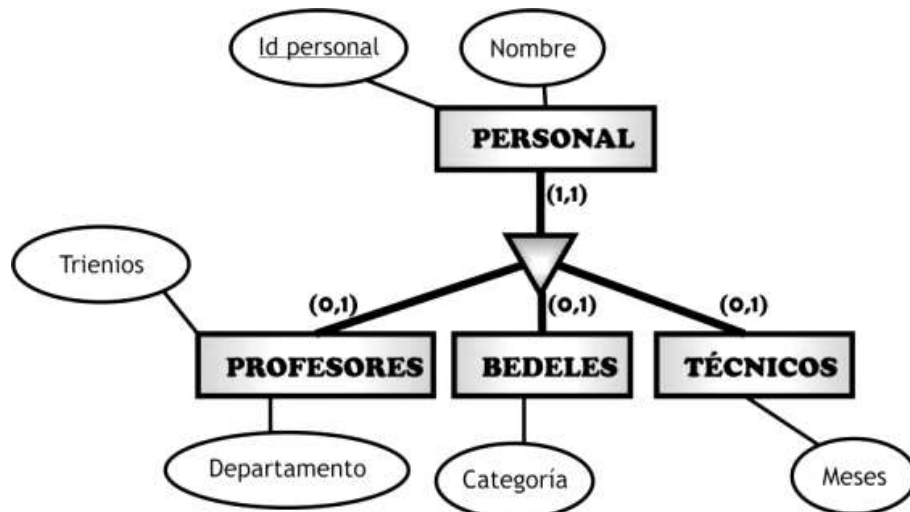 Id personal
Nombre
PERSONAL
(1,1)
Trienios
(0,1)
(0,1)
(0,1)
PROFESORES
BEDELES
TÉCNICOS
Departamento
Categoría
Meses